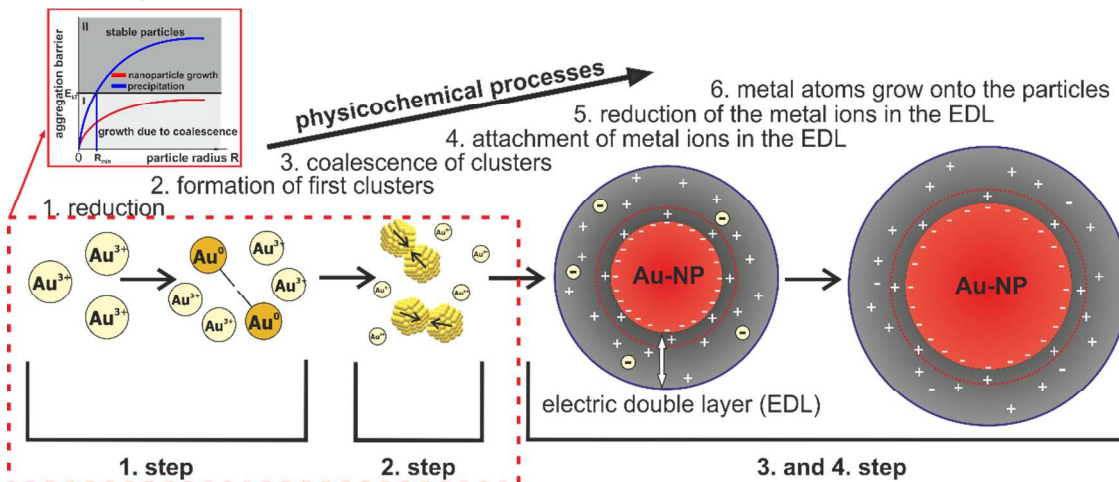 II
stable particles
nanoparticle growth
precipitation
I
growth due to coalescence
aggregation barrier
0
Rmin
particle radius R
physicochemical processes
6. metal atoms grow onto the particles
5. reduction of the metal ions in the EDL
4. attachment of metal ions in the EDL
3. coalescence of clusters
2. formation of first clusters
1. reduction
Au³⁺
Au³⁺
Au³⁺
Au⁰
Au³⁺
Au³⁺
Au³⁺
Au³⁺
Au⁰
Au-NP
Au-NP
electric double layer (EDL)
1. step
2. step
3. and 4. step